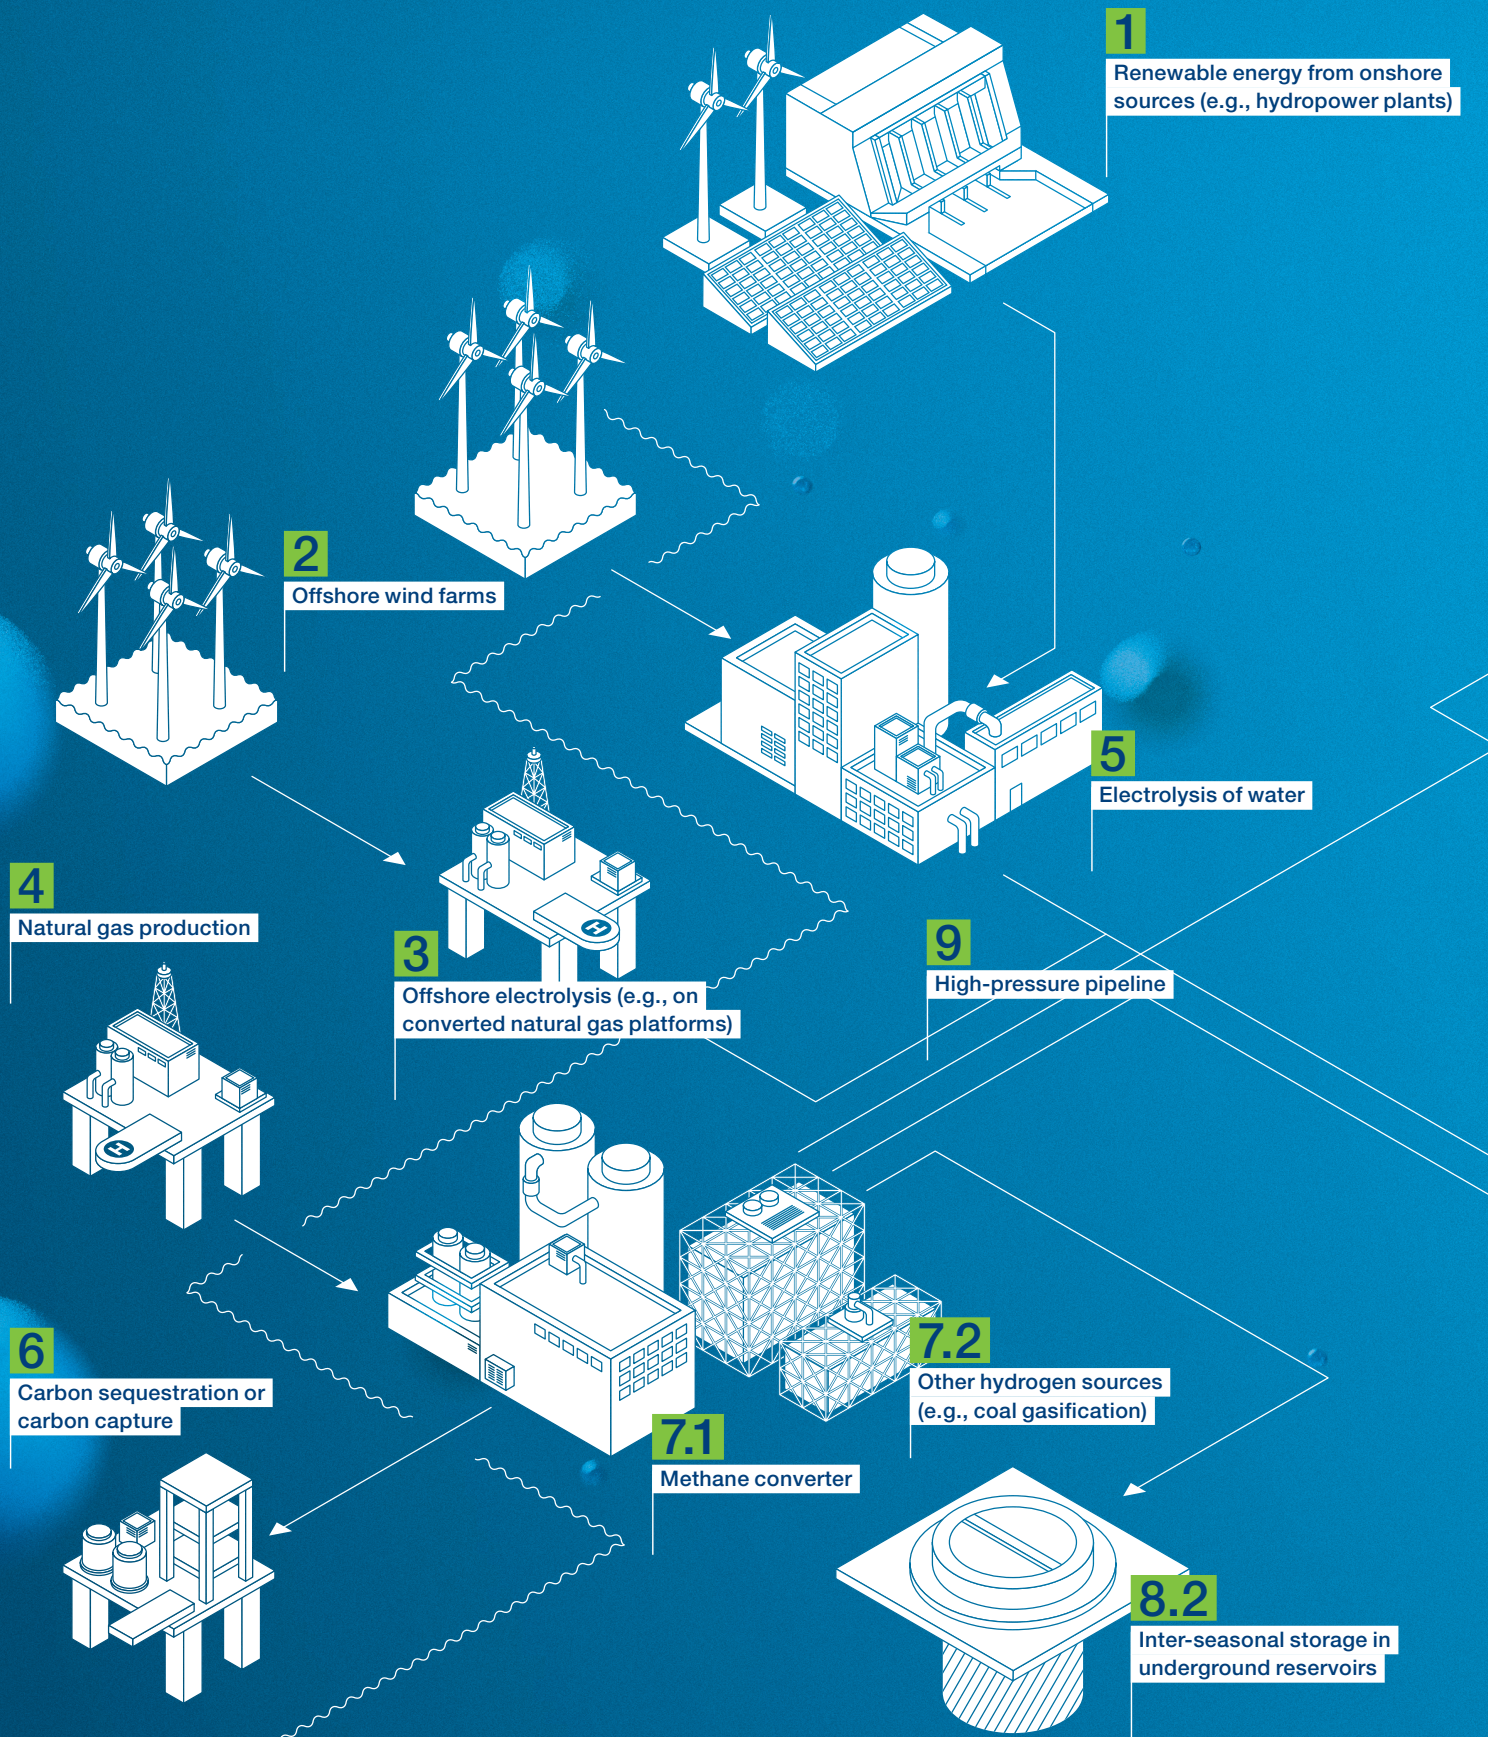 1
Renewable energy from onshore
sources (e.g., hydropower plants)
2
Offshore wind farms
5
Electrolysis of water
4
Natural gas production
3
Offshore electrolysis (e.g., on
converted natural gas platforms)
9
High-pressure pipeline
H
H
6
Carbon sequestration or
carbon capture
7.2
Other hydrogen sources
(e.g., coal gasification)
7.1
Methane converter
8.2
Inter-seasonal storage in
underground reservoirs